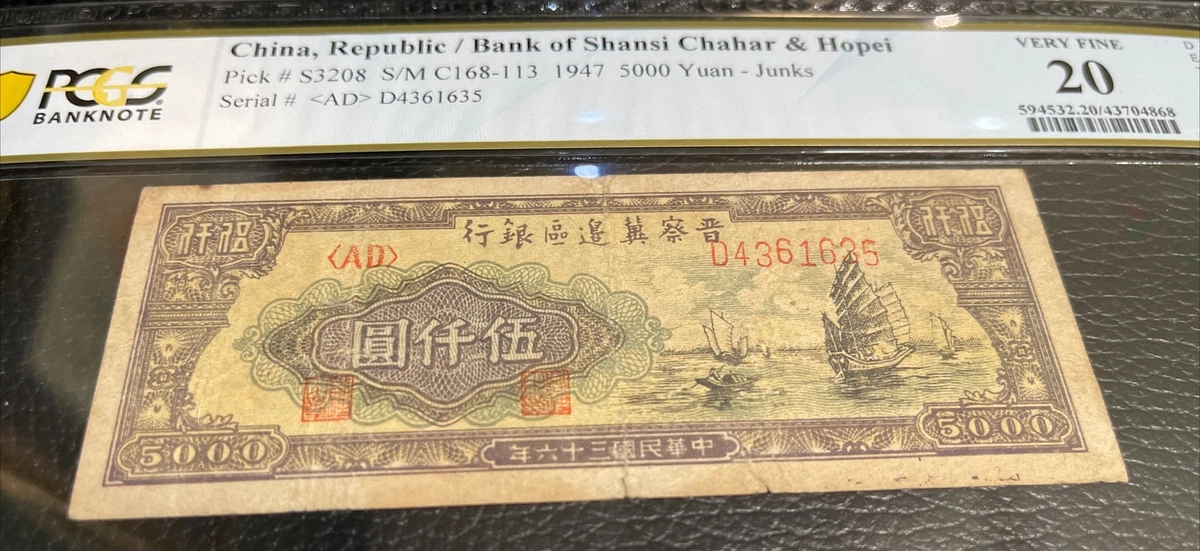 China, Republic / Bank of Shansi Chahar & Hopei
Pick # S3208 S/M C168-113 1947 5000 Yuan - Junks
Serial # <AD> D4361635
PCGS
BANKNOTE
VERY FINE
20
594532.20/43704868
D
行銀區邊冀察晉
仟伍
仟伍
<AD>
D4361635
圓仟伍
5000
年六十三國民華中
5000